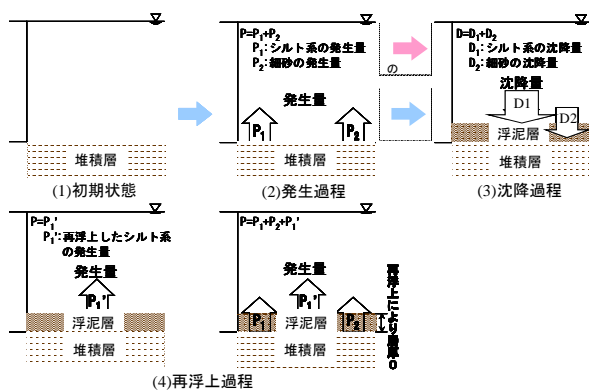 堆積層
(1)初期状態
P=P₁+P₂
P₁:シルト系の発生量
P₂:細砂の発生量
発生量
P₁
P₂
堆積層
(2)発生過程
の
D=D₁+D₂
D₁:シルト系の沈降量
D₂:細砂の沈降量
沈降量
D1
D2
浮泥層
堆積層
(3)沈降過程
P=P₁'
P₁':再浮上したシルト系
の発生量
発生量
P₁'
浮泥層
堆積層
P=P₁+P₂+P₁'
発生量
P₁
P₁'
P₂
浮泥層
堆積層
再浮上により層厚0
(4)再浮上過程